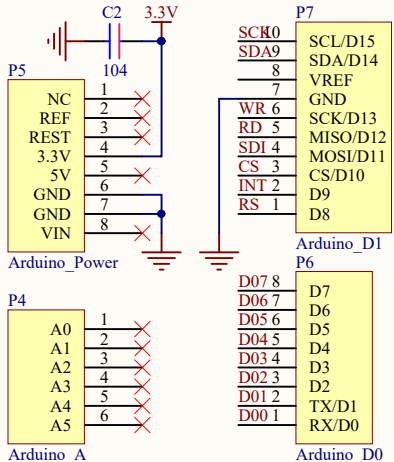 C2
3.3V
104
P5
NC 1
REF 2
REST 3
3.3V 4
5V 5
GND 6
GND 7
VIN 8
Arduino_Power
P4
A0 1
A1 2
A2 3
A3 4
A4 5
A5 6
Arduino_A
P7
SCK 10 SCL/D15
SDA 9 SDA/D14
8 VREF
7 GND
WR 6 SCK/D13
RD 5 MISO/D12
SDI 4 MOSI/D11
CS 3 CS/D10
INT 2 D9
RS 1 D8
Arduino_D1
P6
D07 8 D7
D06 7 D6
D05 6 D5
D04 5 D4
D03 4 D3
D02 3 D2
D01 2 TX/D1
D00 1 RX/D0
Arduino_D0